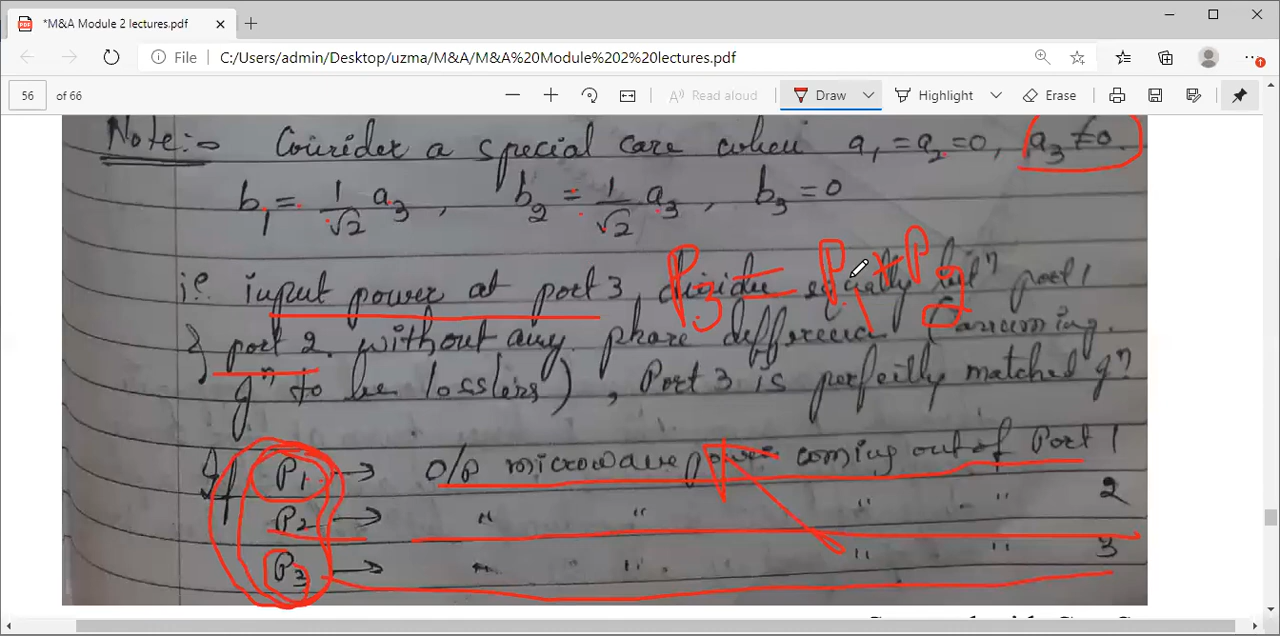 *M&A Module 2 lectures.pdf
File C:/Users/admin/Desktop/uzma/M&A/M&A%20Module%202%20lectures.pdf
56 of 66 Read aloud Draw Highlight Erase
Note:- Consider a special case when a₁ = a₂ = 0, a₃ ≠ 0.
b₁ = 1/√2 a₃, b₂ = 1/√2 a₃, b₃ = 0
P₃ = P₁ + P₂
i.e. input power at port 3, divides equally betⁿ port 1
& port 2. without any phase difference (assuming
jⁿ to be lossless), Port 3 is perfectly matched jⁿ
If P₁ → O/P microwave power coming out of Port 1
P₂ → " " " " 2
P₃ → " " " " 3